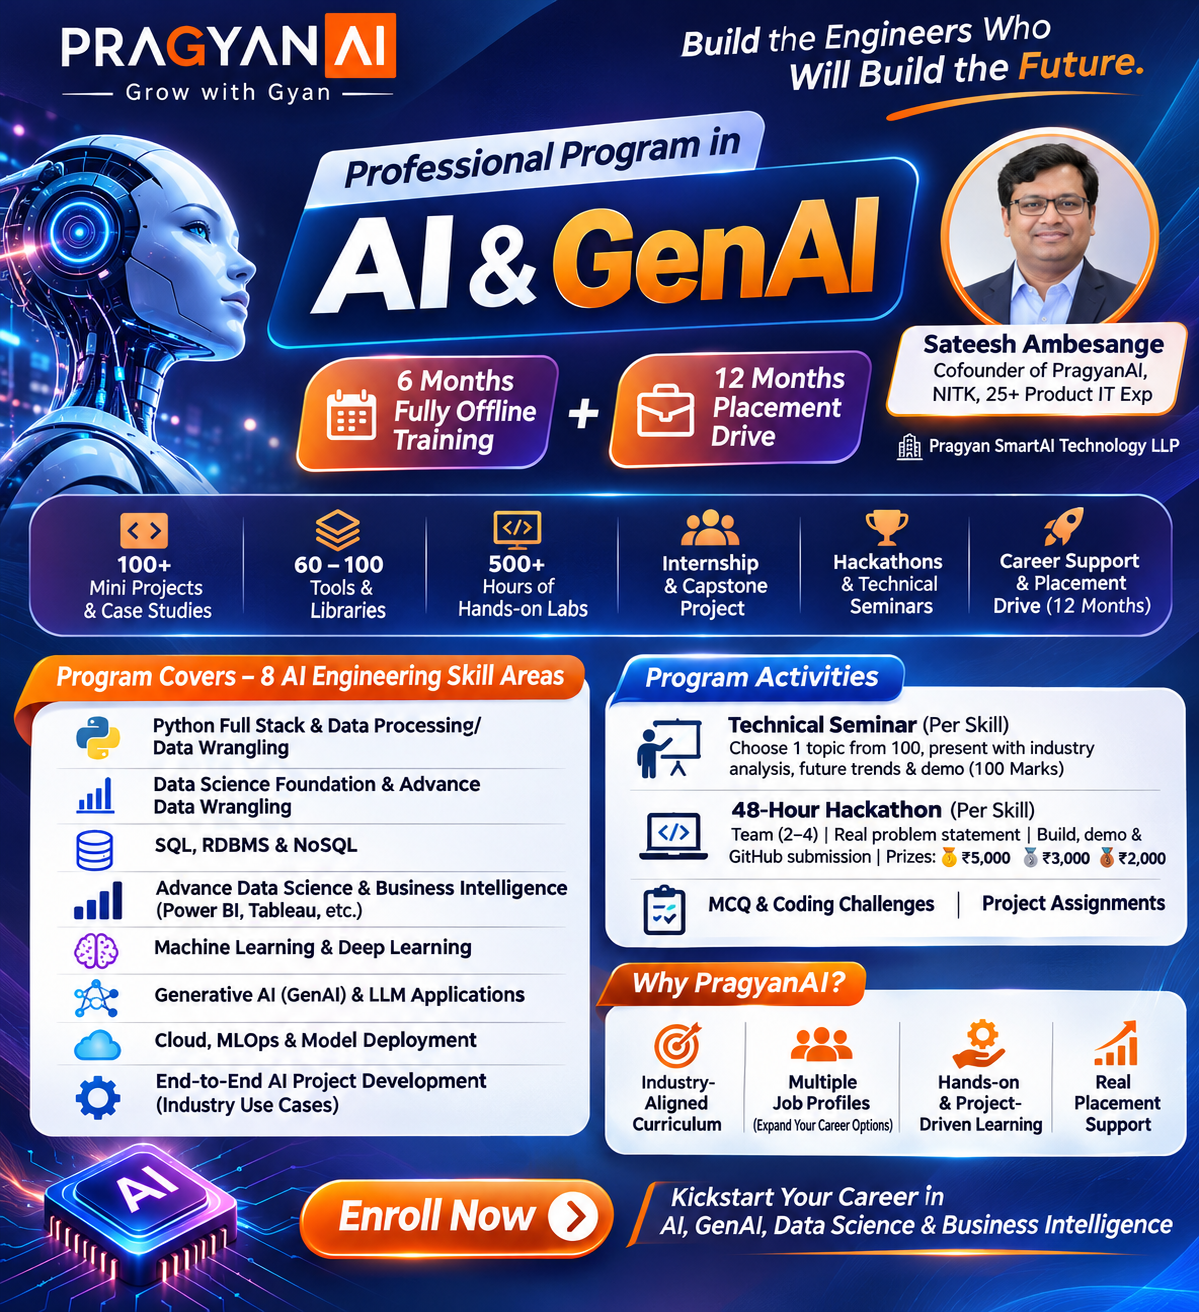 PRAGYAN AI
Grow with Gyan
Build the Engineers Who
Will Build the Future.
Professional Program in
AI & GenAI
6 Months
Fully Offline
Training
+
12 Months
Placement
Drive
Sateesh Ambesange
Cofounder of PragyanAI,
NITK, 25+ Product IT Exp
Pragyan SmartAI Technology LLP
100+
Mini Projects
& Case Studies
60 – 100
Tools &
Libraries
500+
Hours of
Hands-on Labs
Internship
& Capstone
Project
Hackathons
& Technical
Seminars
Career Support
& Placement
Drive (12 Months)
Program Covers – 8 AI Engineering Skill Areas
Python Full Stack & Data Processing/
Data Wrangling
Data Science Foundation & Advance
Data Wrangling
SQL, RDBMS & NoSQL
Advance Data Science & Business Intelligence
(Power BI, Tableau, etc.)
Machine Learning & Deep Learning
Generative AI (GenAI) & LLM Applications
Cloud, MLOps & Model Deployment
End-to-End AI Project Development
(Industry Use Cases)
Program Activities
Technical Seminar (Per Skill)
Choose 1 topic from 100, present with industry
analysis, future trends & demo (100 Marks)
48-Hour Hackathon (Per Skill)
Team (2–4) | Real problem statement | Build, demo &
GitHub submission | Prizes: 🥇 ₹5,000 🥈 ₹3,000 🥉 ₹2,000
MCQ & Coding Challenges | Project Assignments
Why PragyanAI?
Industry-
Aligned
Curriculum
Multiple
Job Profiles
(Expand Your Career Options)
Hands-on
& Project-
Driven Learning
Real
Placement
Support
AI
Enroll Now
Kickstart Your Career in
AI, GenAI, Data Science & Business Intelligence